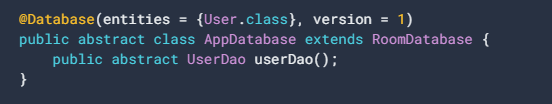 @Database(entities = {User.class}, version = 1)
public abstract class AppDatabase extends RoomDatabase {
    public abstract UserDao userDao();
}